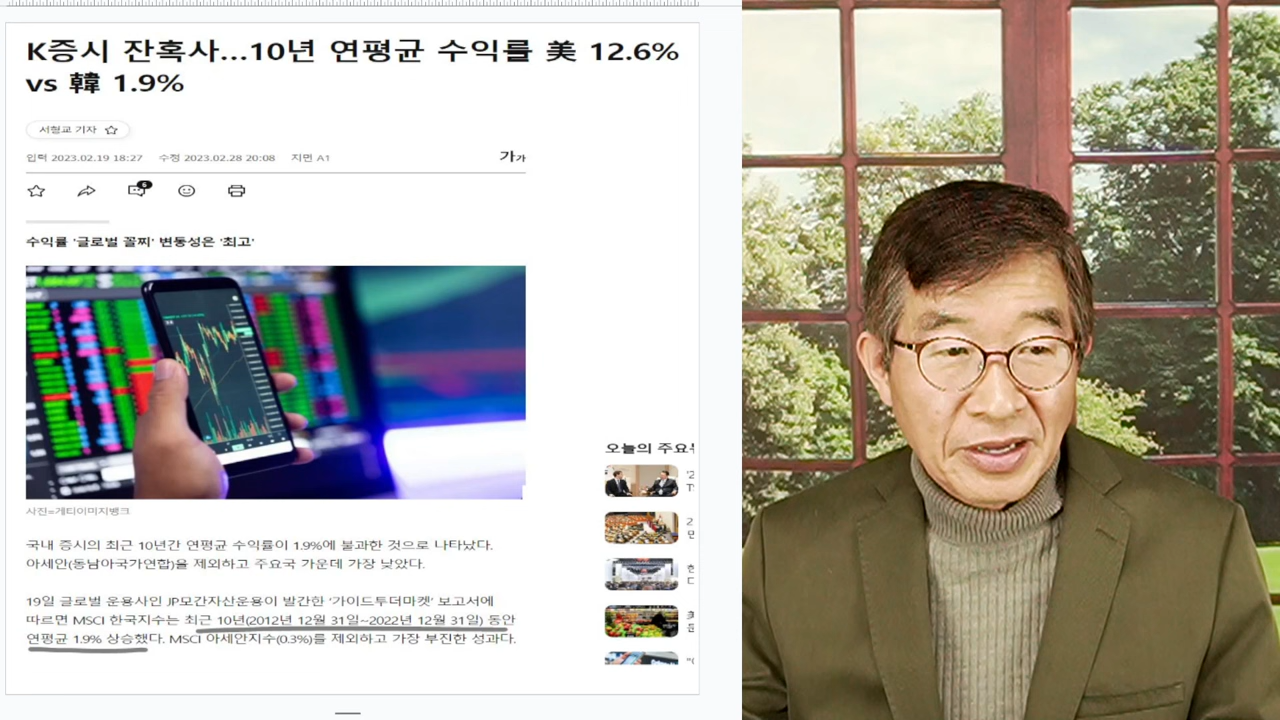 K증시 잔혹사…10년 연평균 수익률 美 12.6%
vs 韓 1.9%
서형교 기자
입력 2023.02.19 18:27 수정 2023.02.28 20:08 지면 A1
가가
6
수익률 '글로벌 꼴찌' 변동성은 '최고'
사진=게티이미지뱅크
국내 증시의 최근 10년간 연평균 수익률이 1.9%에 불과한 것으로 나타났다.
아세안(동남아국가연합)을 제외하고 주요국 가운데 가장 낮았다.
19일 글로벌 운용사인 JP모간자산운용이 발간한 '가이드투더마켓' 보고서에
따르면 MSCI 한국지수는 최근 10년(2012년 12월 31일~2022년 12월 31일) 동안
연평균 1.9% 상승했다. MSCI 아세안지수(0.3%)를 제외하고 가장 부진한 성과다.
오늘의 주요